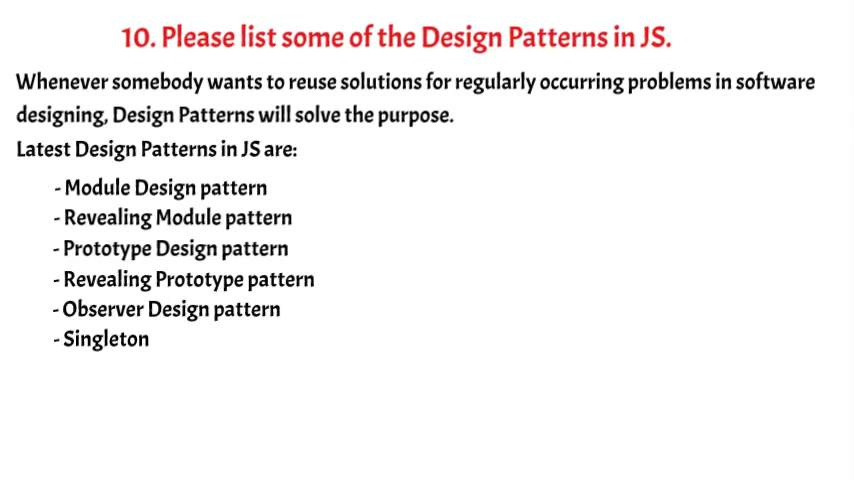 10. Please list some of the Design Patterns in JS.
Whenever somebody wants to reuse solutions for regularly occurring problems in software
designing, Design Patterns will solve the purpose.
Latest Design Patterns in JS are:
- Module Design pattern
- Revealing Module pattern
- Prototype Design pattern
- Revealing Prototype pattern
- Observer Design pattern
- Singleton